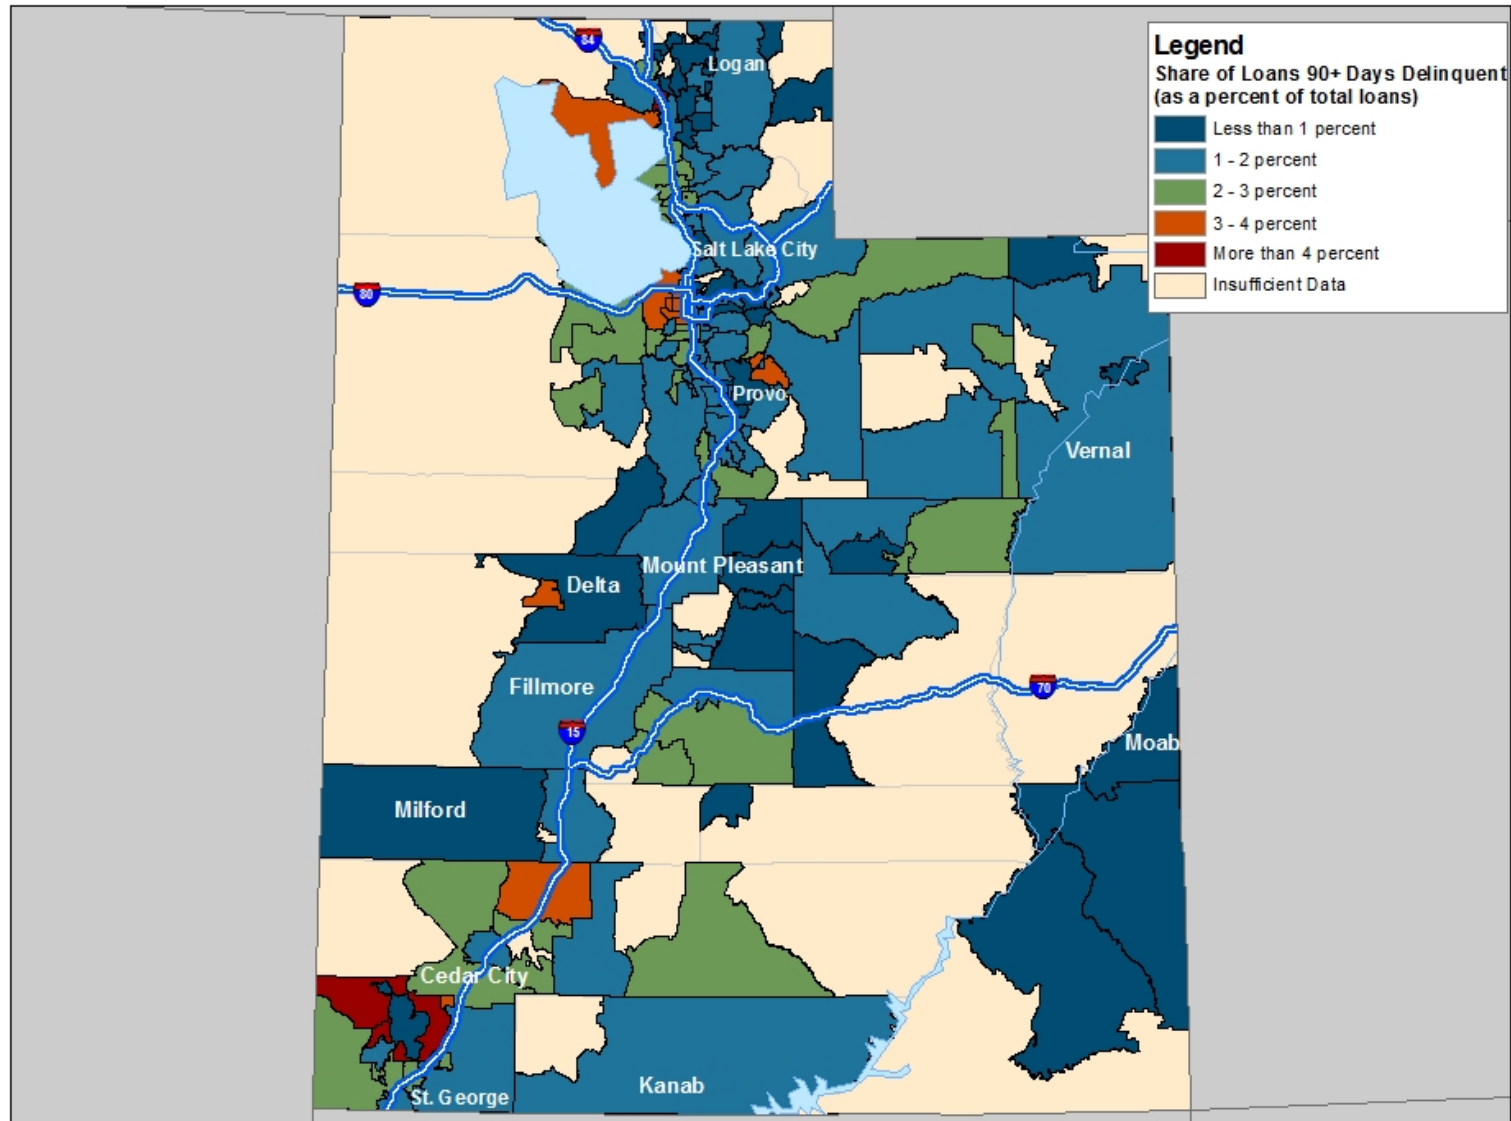 Legend
Share of Loans 90+ Days Delinquent
(as a percent of total loans)
Less than 1 percent
1 - 2 percent
2 - 3 percent
3 - 4 percent
More than 4 percent
Insufficient Data
84
Logan
Salt Lake City
80
Provo
Vernal
Mount Pleasant
Delta
Fillmore
70
15
Moab
Milford
Cedar City
Kanab
St. George